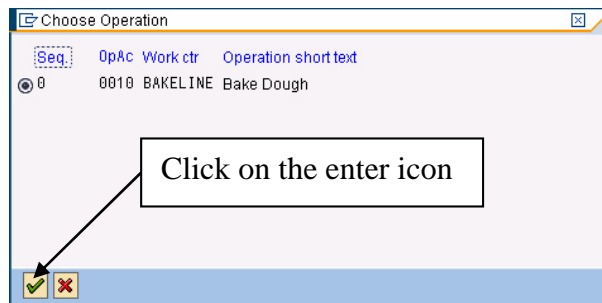 Choose Operation
Seq. OpAc Work ctr Operation short text
0 0010 BAKELINE Bake Dough
Click on the enter icon